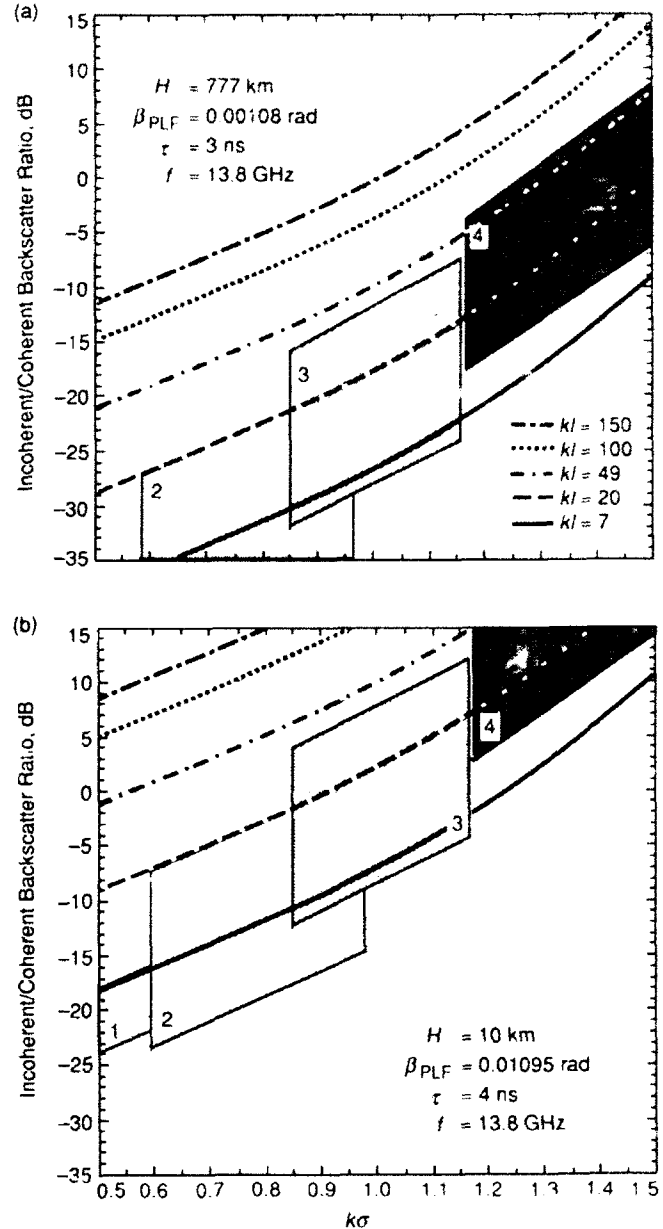 (a)
15
10
5
0
−5
−10
−15
−20
−25
−30
−35
Incoherent/Coherent Backscatter Ratio, dB
H = 777 km
βPLF = 0.00108 rad
τ = 3 ns
f = 13.8 GHz
4
3
2
kl = 150
kl = 100
kl = 49
kl = 20
kl = 7
(b)
15
10
5
0
−5
−10
−15
−20
−25
−30
−35
Incoherent/Coherent Backscatter Ratio, dB
4
3
1 2
H = 10 km
βPLF = 0.01095 rad
τ = 4 ns
f = 13.8 GHz
0.5 0.6 0.7 0.8 0.9 1.0 1.1 1.2 1.3 1.4 1.5
kσ